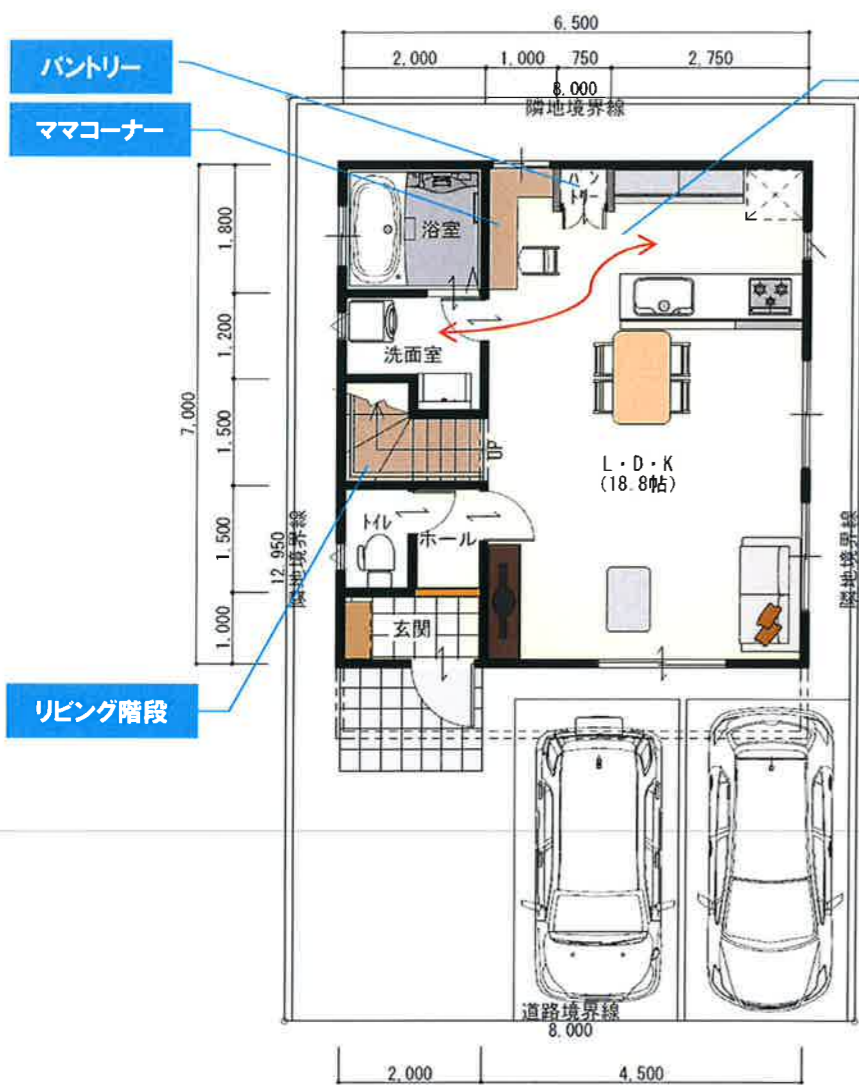 6.500
2,000
1,000
750
2,750
8.000
隣地境界線
パントリー
ママコーナー
パントリー
浴室
1,800
1,200
洗面室
7,000
1,500
UP
L・D・K
(18.8帖)
トイレ
ホール
1,500
12.950
隣地境界線
隣地境界線
1,000
玄関
リビング階段
道路境界線
8.000
2,000
4,500